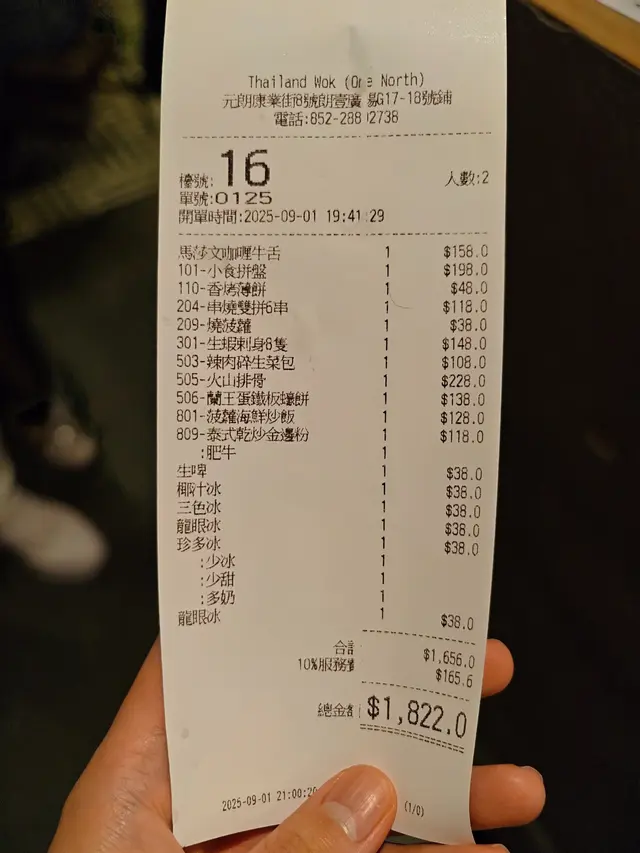 Thailand Wok (One North)
元朗康業街8號朗壹廣 G17-18號鋪
電話:852-288 02738
檯號: 16 人數:2
單號:0125
開單時間:2025-09-01 19:41:29
馬莎文咖喱牛舌 1 $158.0
101-小食拼盤 1 $198.0
110-香烤薄餅 1 $48.0
204-串燒雙拼6串 1 $118.0
209-燒菠蘿 1 $38.0
301-生蝦刺身8隻 1 $148.0
503-辣肉碎生菜包 1 $108.0
505-火山排骨 1 $228.0
506-蘭王蛋鐵板蠔餅 1 $138.0
801-菠蘿海鮮炒飯 1 $128.0
809-泰式乾炒金邊粉 1 $118.0
:肥牛 1
生啤 1 $38.0
椰汁冰 1 $38.0
三色冰 1 $38.0
龍眼冰 1 $38.0
珍多冰 1 $38.0
:少冰 1
:少甜 1
:多奶 1
龍眼冰 1 $38.0
合計 $1,656.0
10%服務費 $165.6
總金額 $1,822.0
2025-09-01 21:00:20 (1/0)